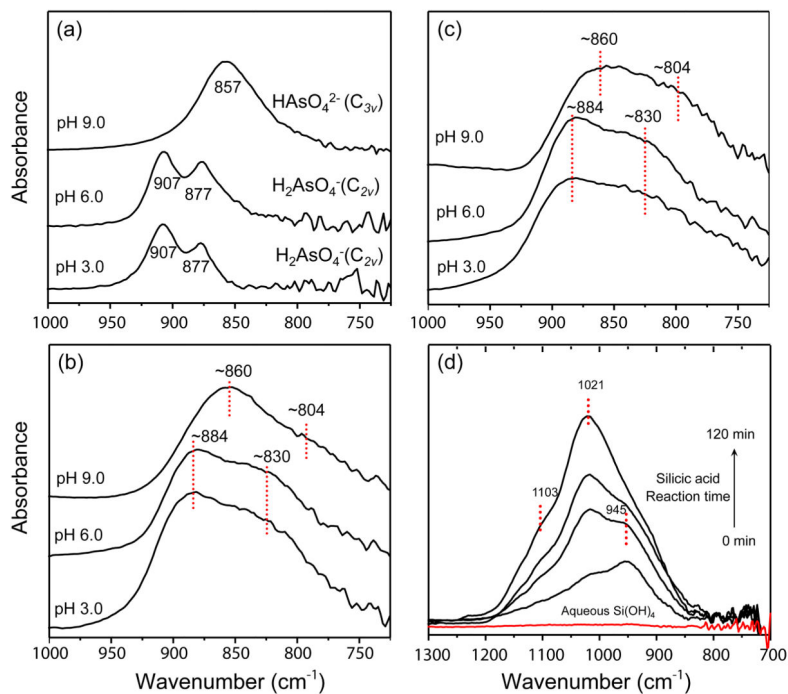 (a)
857
HAsO₄²⁻(C₃ᵥ)
pH 9.0
907
877
H₂AsO₄⁻(C₂ᵥ)
pH 6.0
907
877
H₂AsO₄⁻(C₂ᵥ)
pH 3.0
1000 950 900 850 800 750
Absorbance
(c)
~860
~804
pH 9.0
~884
~830
pH 6.0
pH 3.0
1000 950 900 850 800 750
(b)
~860
~804
pH 9.0
~884
~830
pH 6.0
pH 3.0
1000 950 900 850 800 750
Wavenumber (cm⁻¹)
Absorbance
(d)
1021
120 min
Silicic acid
Reaction time
1103
945
0 min
Aqueous Si(OH)₄
1300 1200 1100 1000 900 800 700
Wavenumber (cm⁻¹)